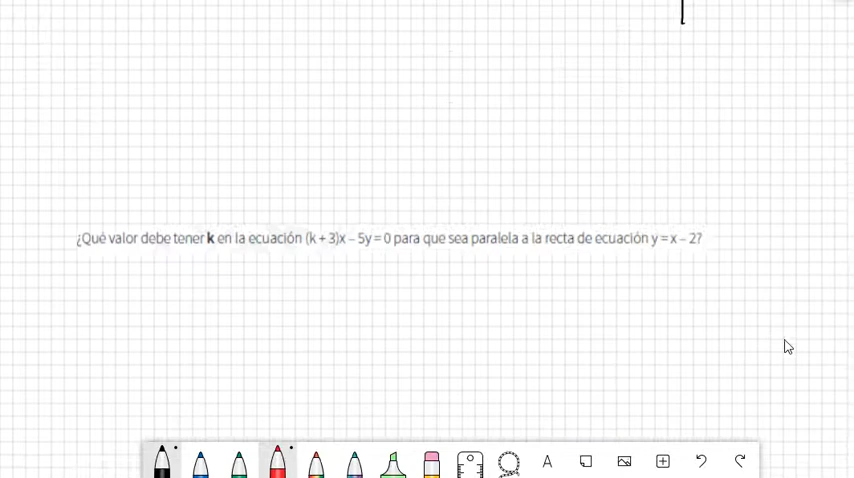 ¿Qué valor debe tener k en la ecuación (k + 3)x – 5y = 0 para que sea paralela a la recta de ecuación y = x – 2?
A